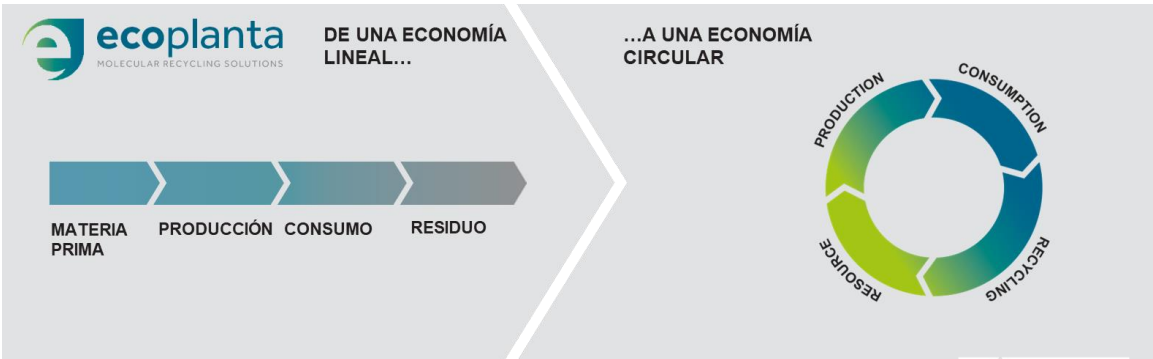 ecoplanta
MOLECULAR RECYCLING SOLUTIONS
DE UNA ECONOMÍA
LINEAL…
MATERIA
PRIMA
PRODUCCIÓN
CONSUMO
RESIDUO
…A UNA ECONOMÍA
CIRCULAR
PRODUCTION
CONSUMPTION
RECYCLING
RESOURCE